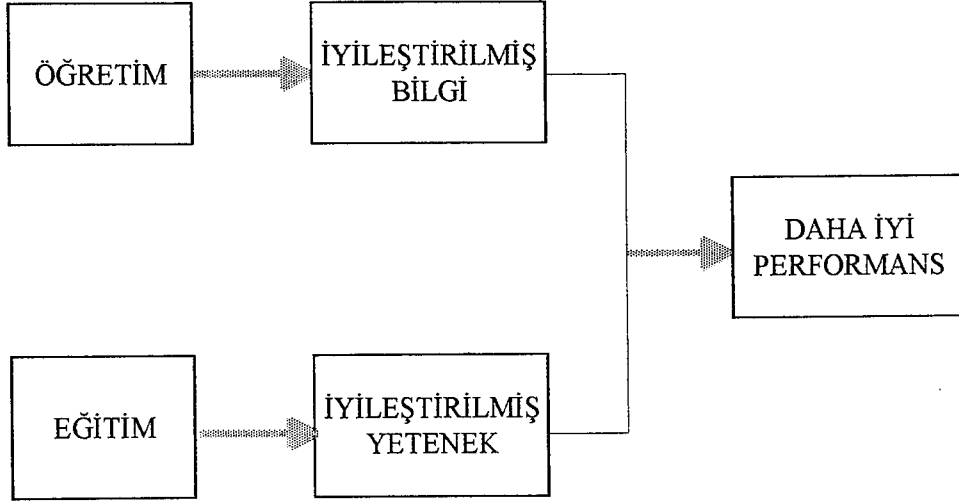 ÖĞRETİM
İYİLEŞTİRİLMİŞ
BİLGİ
DAHA İYİ
PERFORMANS
EĞİTİM
İYİLEŞTİRİLMİŞ
YETENEK